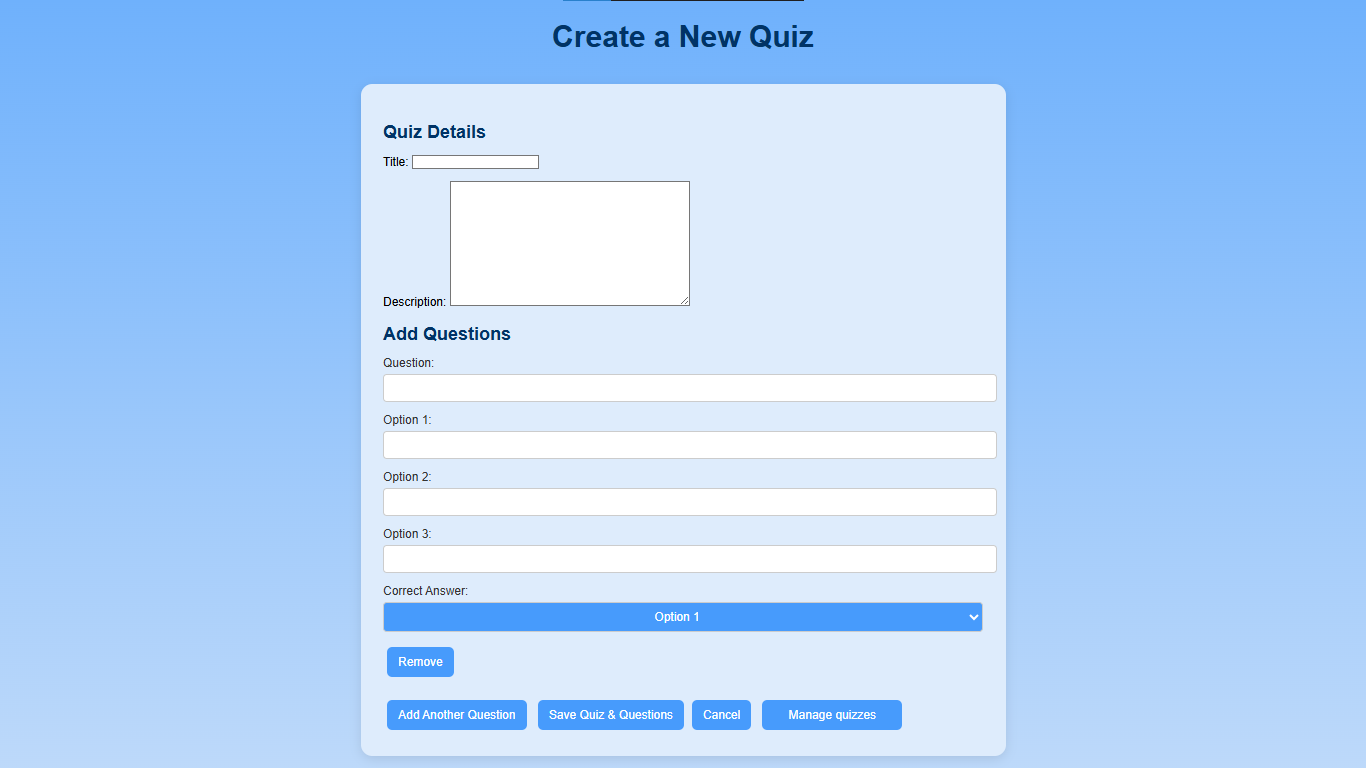 Create a New Quiz
Quiz Details
Title:
Description:
Add Questions
Question:
Option 1:
Option 2:
Option 3:
Correct Answer:
Option 1
Remove
Add Another Question Save Quiz & Questions Cancel Manage quizzes